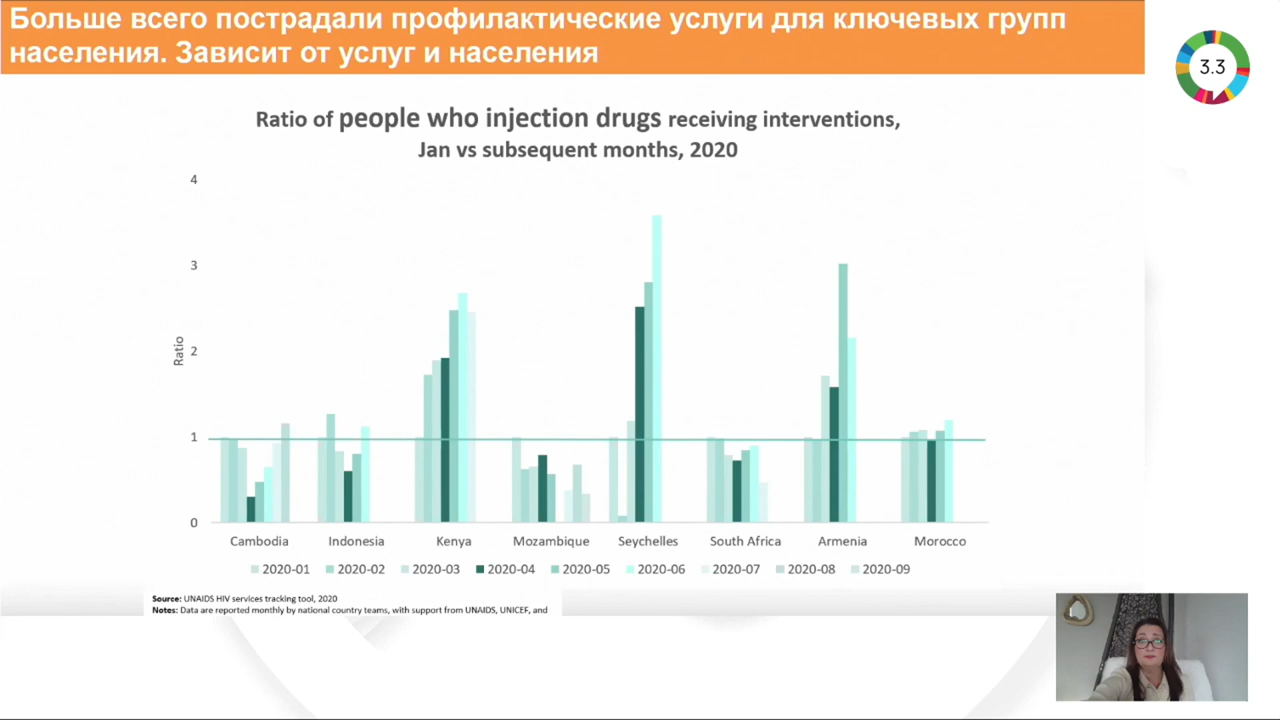 Больше всего пострадали профилактические услуги для ключевых групп
населения. Зависит от услуг и населения
3.3
Ratio of people who injection drugs receiving interventions,
Jan vs subsequent months, 2020
4
3
2
1
0
Ratio
Cambodia Indonesia Kenya Mozambique Seychelles South Africa Armenia Morocco
2020-01 2020-02 2020-03 2020-04 2020-05 2020-06 2020-07 2020-08 2020-09
Source: UNAIDS HIV services tracking tool, 2020
Notes: Data are reported monthly by national country teams, with support from UNAIDS, UNICEF, and